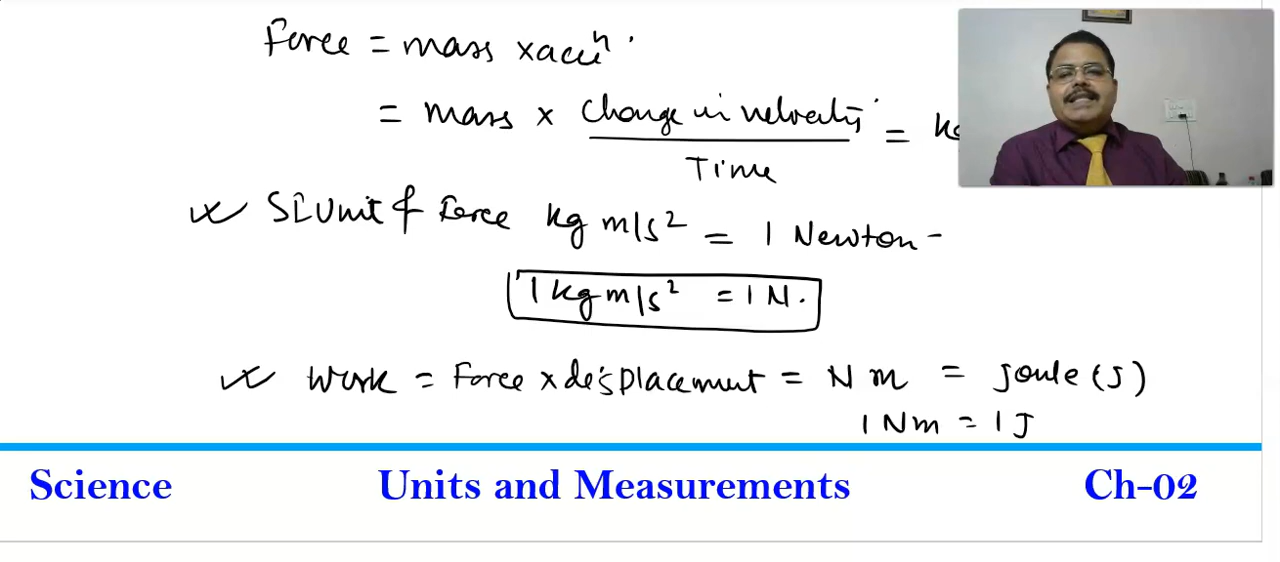 Force = mass x accn.
= mass x Change in velocity / Time = kg
SI Unit of Force kg m/s² = 1 Newton -
1 kg m/s² = 1 N.
Work = Force x displacement = N m = joule (J)
1 Nm = 1 J
Science Units and Measurements Ch-02